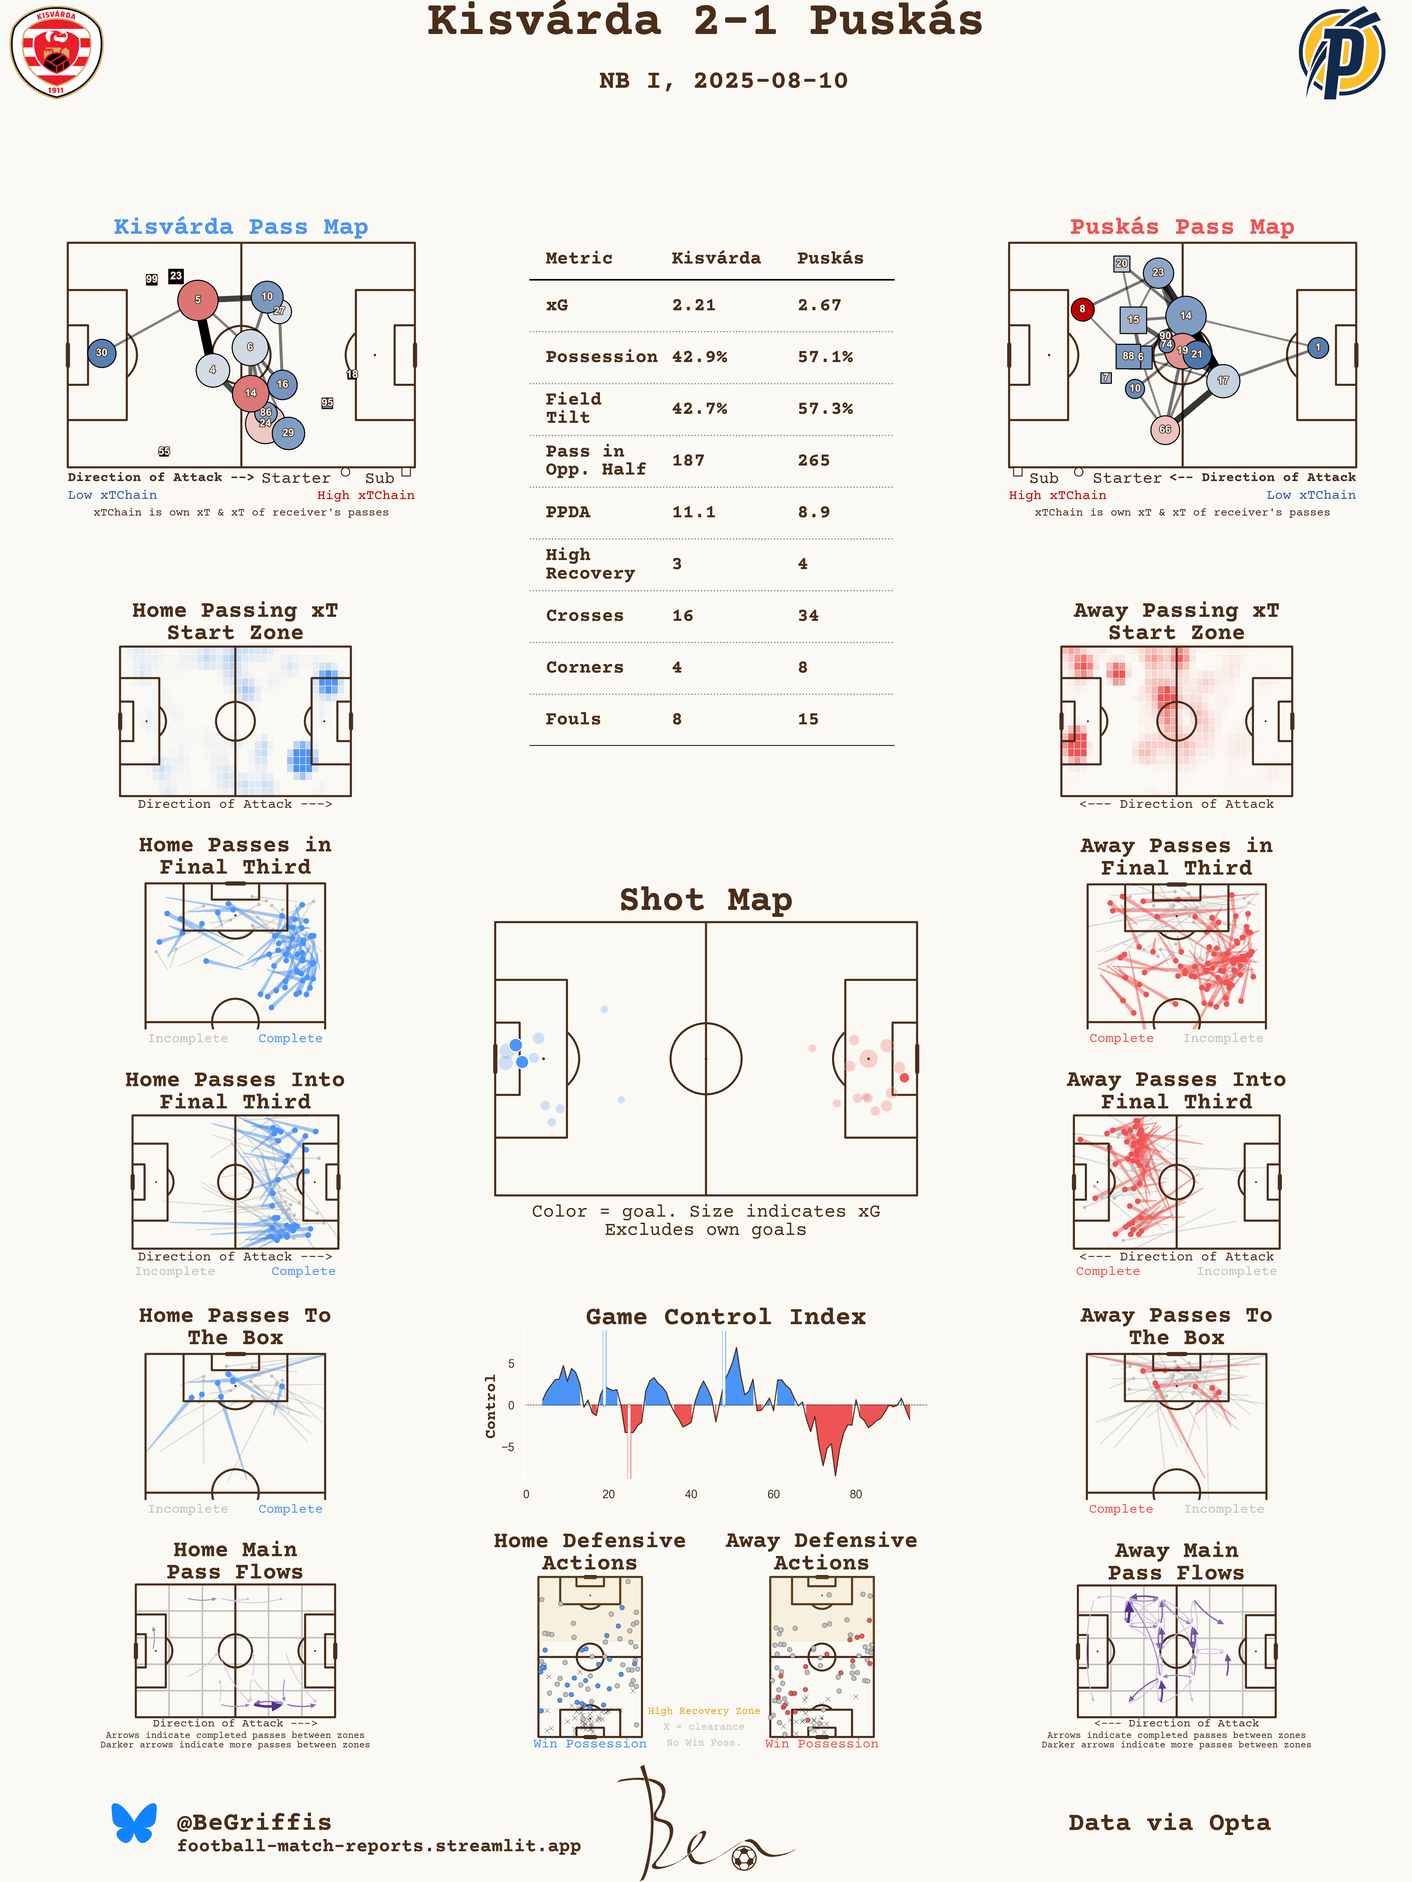 Kisvárda 2-1 Puskás
NB I, 2025-08-10
KISVÁRDA
1911
Kisvárda Pass Map
99
23
5
10
27
30
6
4
16
14
18
86
24
29
95
55
Direction of Attack --> Starter Sub
Low xTChain High xTChain
xTChain is own xT & xT of receiver's passes
Metric Kisvárda Puskás
xG 2.21 2.67
Possession 42.9% 57.1%
Field
Tilt 42.7% 57.3%
Pass in
Opp. Half 187 265
PPDA 11.1 8.9
High
Recovery 3 4
Crosses 16 34
Corners 4 8
Fouls 8 15
Puskás Pass Map
20
23
8
15
14
90
74
19
21
88
6
1
7
10
17
66
Sub Starter <-- Direction of Attack
High xTChain Low xTChain
xTChain is own xT & xT of receiver's passes
Home Passing xT
Start Zone
Direction of Attack --->
Away Passing xT
Start Zone
<--- Direction of Attack
Home Passes in
Final Third
Incomplete Complete
Away Passes in
Final Third
Complete Incomplete
Shot Map
Color = goal. Size indicates xG
Excludes own goals
Home Passes Into
Final Third
Direction of Attack --->
Incomplete Complete
Away Passes Into
Final Third
<--- Direction of Attack
Complete Incomplete
Home Passes To
The Box
Incomplete Complete
Game Control Index
Control
5
0
−5
0 20 40 60 80
Away Passes To
The Box
Complete Incomplete
Home Main
Pass Flows
Direction of Attack --->
Arrows indicate completed passes between zones
Darker arrows indicate more passes between zones
Home Defensive
Actions
Win Possession
High Recovery Zone
X = clearance
No Win Poss.
Away Defensive
Actions
Win Possession
Away Main
Pass Flows
<--- Direction of Attack
Arrows indicate completed passes between zones
Darker arrows indicate more passes between zones
@BeGriffis
football-match-reports.streamlit.app
Ben
Data via Opta